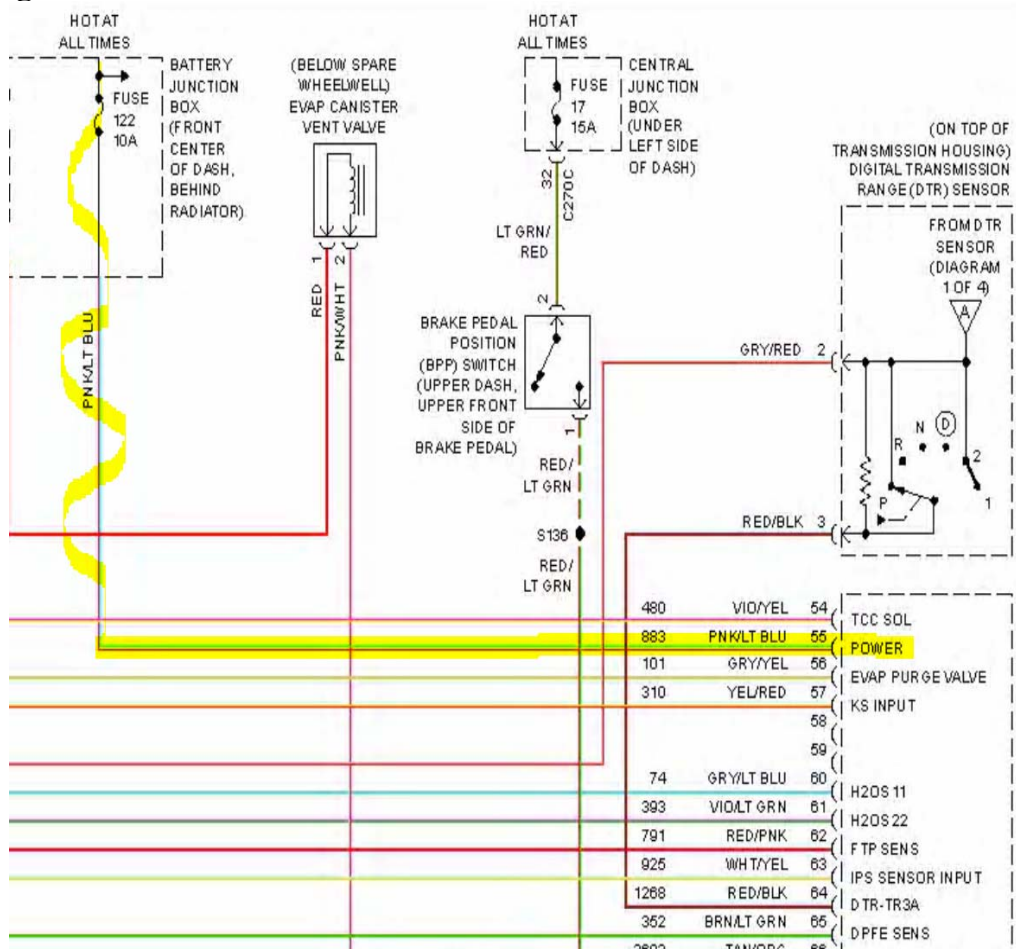 HOT AT
ALL TIMES
BATTERY
JUNCTION
BOX
(FRONT
CENTER
OF DASH,
BEHIND
RADIATOR)
FUSE
122
10A
(BELOW SPARE
WHEELWELL)
EVAP CANISTER
VENT VALVE
1
2
RED
PNK/WHT
PNK/LT BLU
HOT AT
ALL TIMES
FUSE
17
15A
CENTRAL
JUNCTION
BOX
(UNDER
LEFT SIDE
OF DASH)
32
C270C
LT GRN/
RED
2
BRAKE PEDAL
POSITION
(BPP) SWITCH
(UPPER DASH,
UPPER FRONT
SIDE OF
BRAKE PEDAL)
1
RED/
LT GRN
S136
RED/
LT GRN
(ON TOP OF
TRANSMISSION HOUSING)
DIGITAL TRANSMISSION
RANGE (DTR) SENSOR
FROM DTR
SENSOR
(DIAGRAM
1 OF 4)
A
GRY/RED 2
P
R
N
D
2
1
RED/BLK 3
480 VIO/YEL 54 TCC SOL
883 PNK/LT BLU 55 POWER
101 GRY/YEL 56 EVAP PURGE VALVE
310 YEL/RED 57 KS INPUT
58
59
74 GRY/LT BLU 60 H2OS 11
393 VIO/LT GRN 61 H2OS 22
791 RED/PNK 62 FTP SENS
925 WHT/YEL 63 IPS SENSOR INPUT
1268 RED/BLK 64 DTR-TR3A
352 BRN/LT GRN 65 DPFE SENS